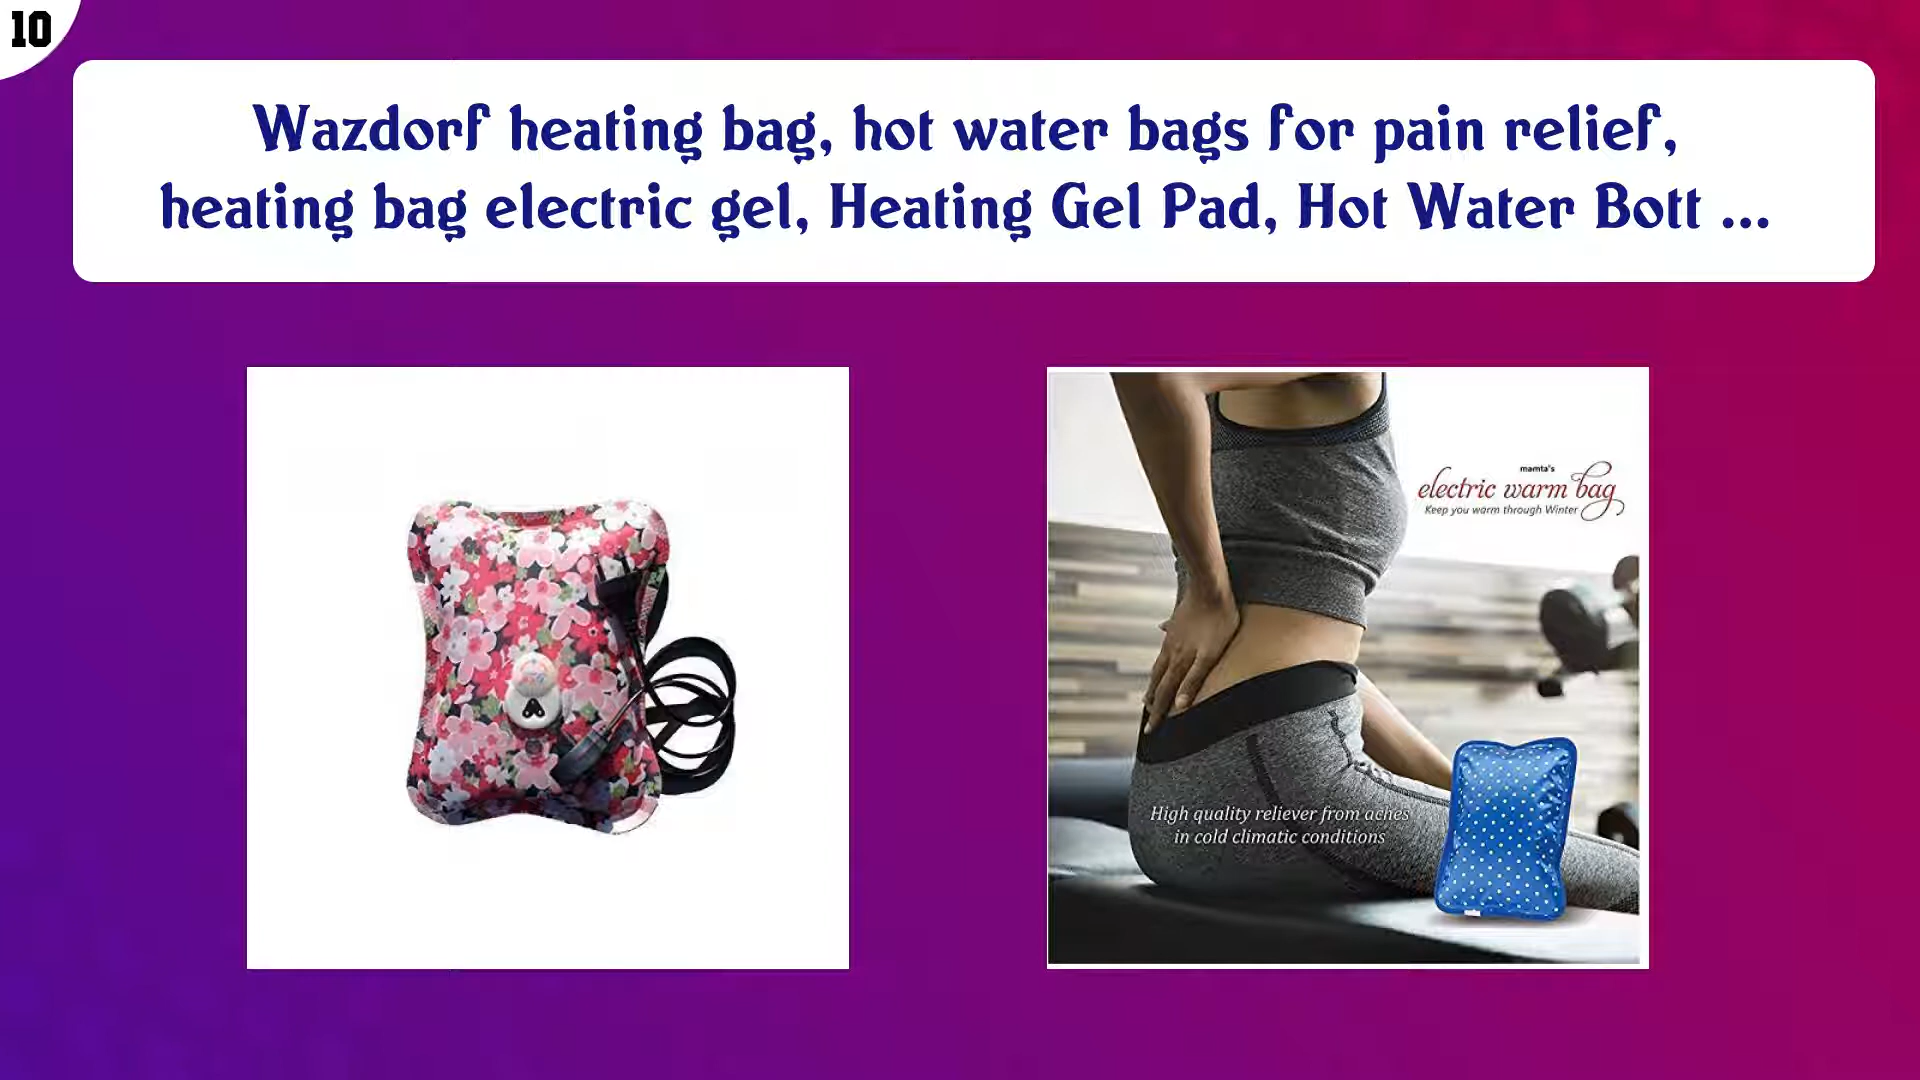 10
Wazdorf heating bag, hot water bags for pain relief,
heating bag electric gel, Heating Gel Pad, Hot Water Bott ...
mamta's
electric warm bag
Keep you warm through Winter
High quality reliever from aches
in cold climatic conditions